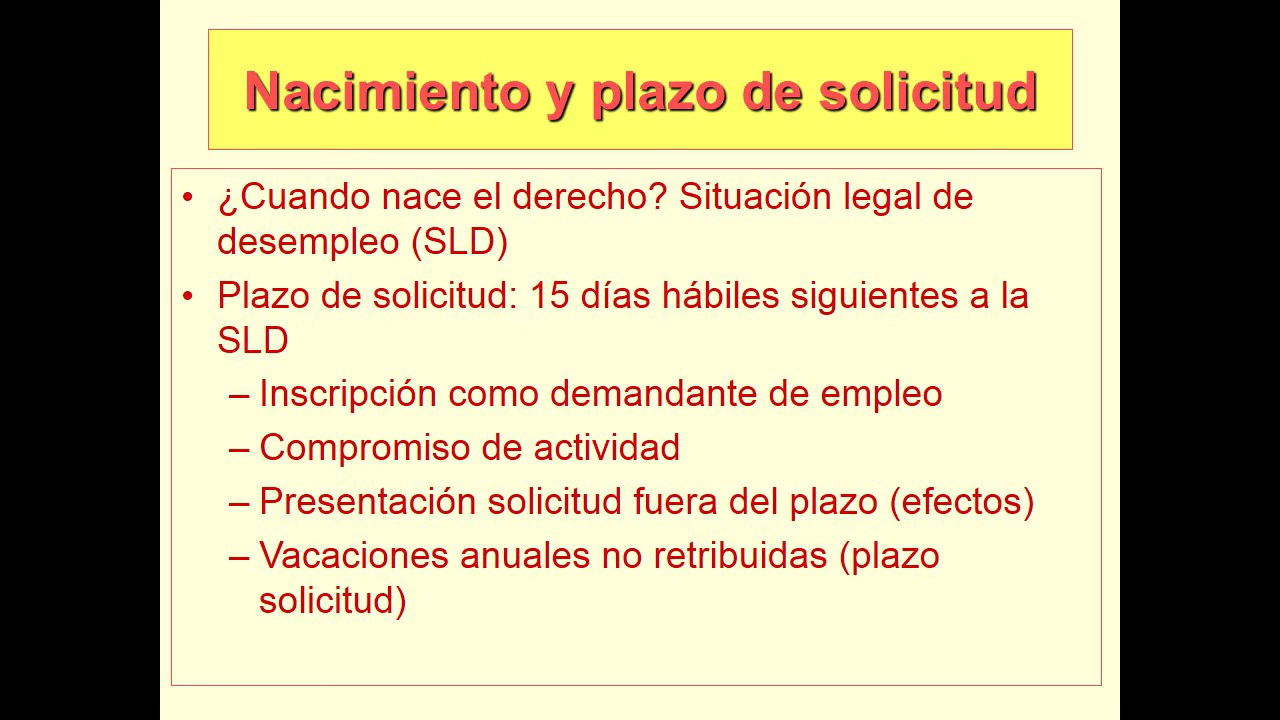 Nacimiento y plazo de solicitud
• ¿Cuando nace el derecho? Situación legal de
desempleo (SLD)
• Plazo de solicitud: 15 días hábiles siguientes a la
SLD
– Inscripción como demandante de empleo
– Compromiso de actividad
– Presentación solicitud fuera del plazo (efectos)
– Vacaciones anuales no retribuidas (plazo
solicitud)